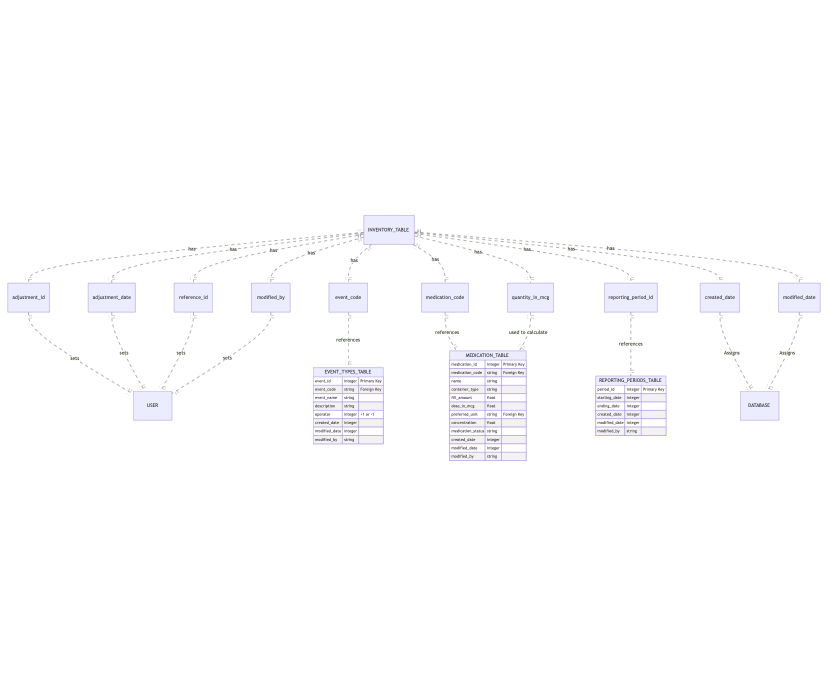 INVENTORY_TABLE
has
has
has
has
has
has
has
has
has
has
adjustment_id
adjustment_date
reference_id
modified_by
event_code
medication_code
quantity_in_mcg
reporting_period_id
created_date
modified_date
sets
sets
sets
sets
references
references
used to calculate
references
Assigns
Assigns
USER
EVENT_TYPES_TABLE
event_id integer Primary Key
event_code string Foreign Key
event_name string
description string
operator integer +1 or -1
created_date integer
modified_date integer
modified_by string
MEDICATION_TABLE
medication_id integer Primary Key
medication_code string Foreign Key
name string
container_type string
fill_amount float
dose_in_mcg float
preferred_unit string Foreign Key
concentration float
medication_status string
created_date integer
modified_date integer
modified_by string
REPORTING_PERIODS_TABLE
period_id integer Primary Key
starting_date integer
ending_date integer
created_date integer
modified_date integer
modified_by string
DATABASE